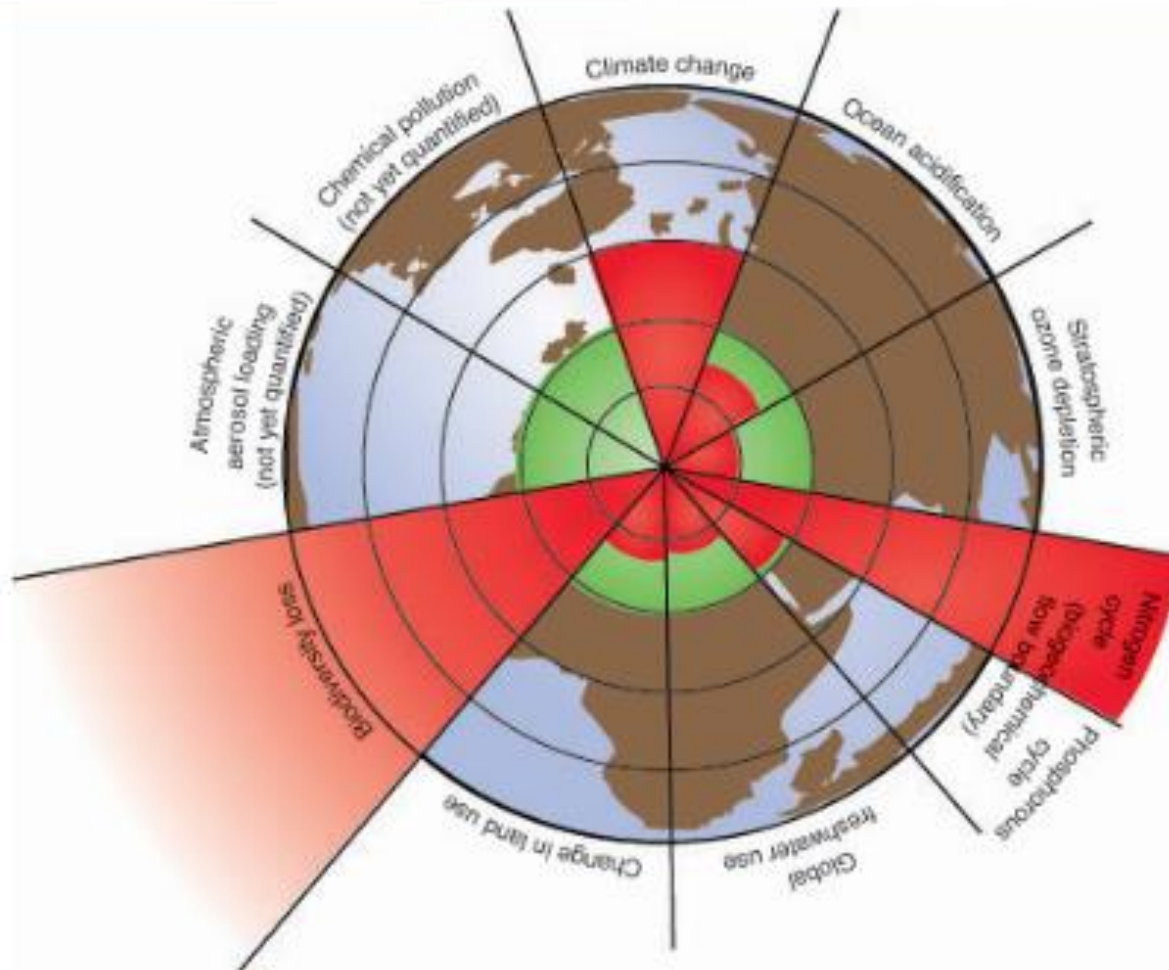 Climate change
Ocean acidification
Stratospheric
ozone depletion
Nitrogen
cycle
(biogeochemical
flow boundary)
Phosphorous
cycle
Global
freshwater use
Change in land use
Biodiversity loss
Atmospheric
aerosol loading
(not yet quantified)
Chemical pollution
(not yet quantified)